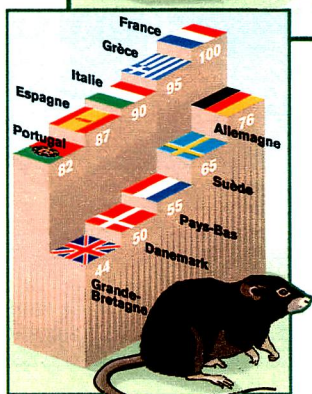 France
100
Grèce
95
Italie
90
Espagne
87
Portugal
82
76
Allemagne
65
Suède
55
Pays-Bas
50
Danemark
44
Grande-
Bretagne